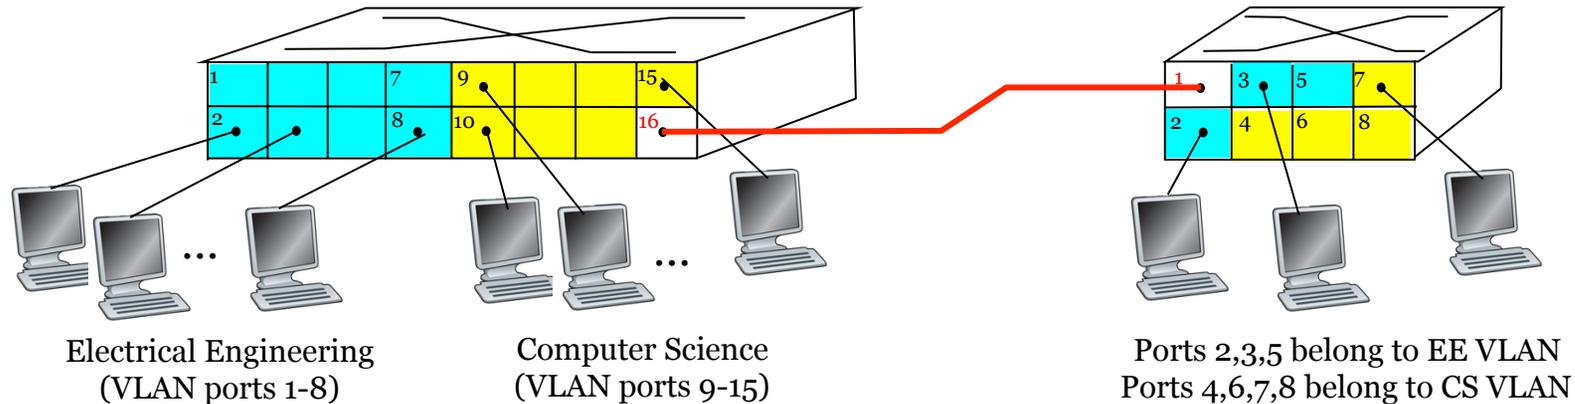 1 7 9 15
2 8 10 16
1 3 5 7
2 4 6 8
... ...
Electrical Engineering
(VLAN ports 1-8)
Computer Science
(VLAN ports 9-15)
Ports 2,3,5 belong to EE VLAN
Ports 4,6,7,8 belong to CS VLAN